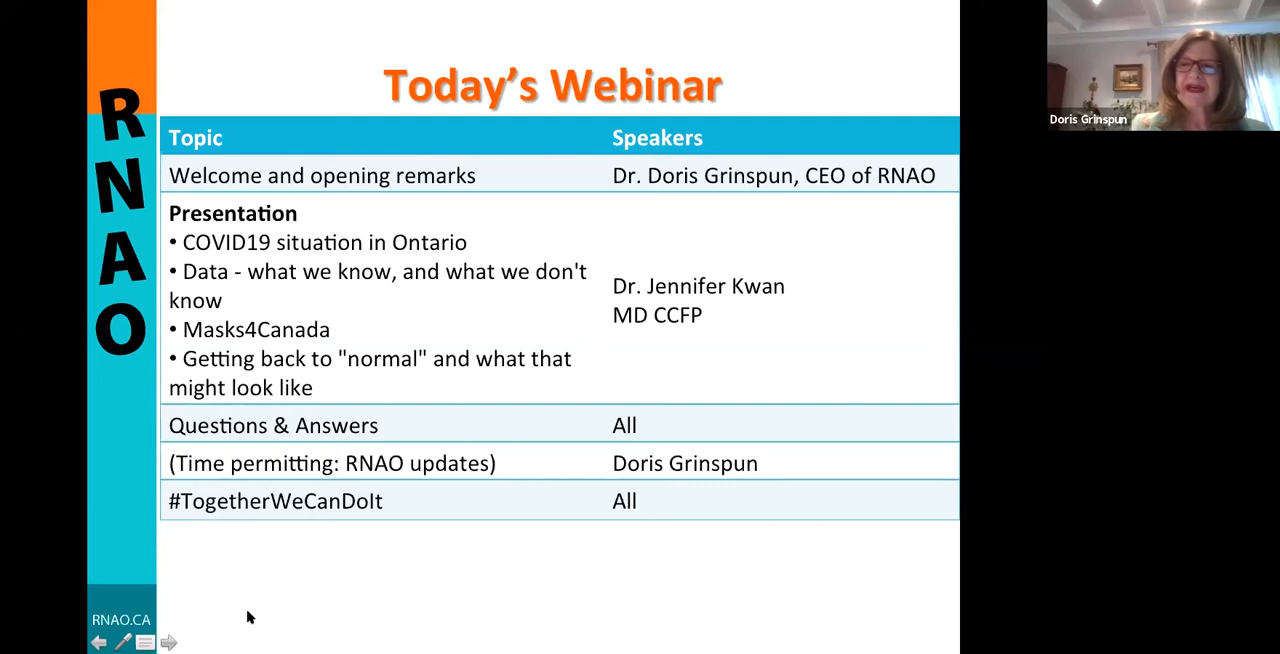 RNAO
Today's Webinar
Topic Speakers
Welcome and opening remarks Dr. Doris Grinspun, CEO of RNAO
Presentation
• COVID19 situation in Ontario
• Data - what we know, and what we don't
know
• Masks4Canada
• Getting back to "normal" and what that
might look like
Dr. Jennifer Kwan
MD CCFP
Questions & Answers All
(Time permitting: RNAO updates) Doris Grinspun
#TogetherWeCanDoIt All
RNAO.CA
Doris Grinspun